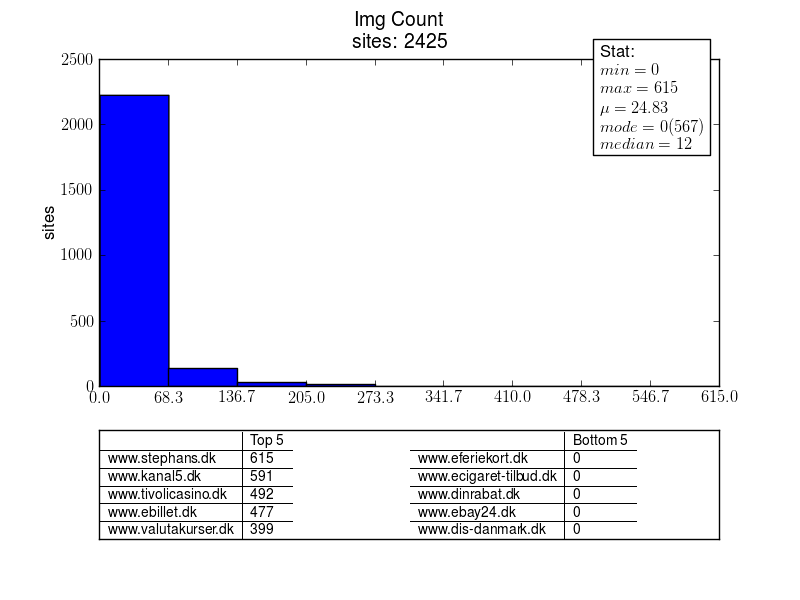 Img Count
sites: 2425
Stat:
min = 0
max = 615
μ = 24.83
mode = 0(567)
median = 12
2500
2000
1500
1000
500
0
sites
0.0 68.3 136.7 205.0 273.3 341.7 410.0 478.3 546.7 615.0
Top 5 Bottom 5
www.stephans.dk 615 www.eferiekort.dk 0
www.kanal5.dk 591 www.ecigaret-tilbud.dk 0
www.tivolicasino.dk 492 www.dinrabat.dk 0
www.ebillet.dk 477 www.ebay24.dk 0
www.valutakurser.dk 399 www.dis-danmark.dk 0